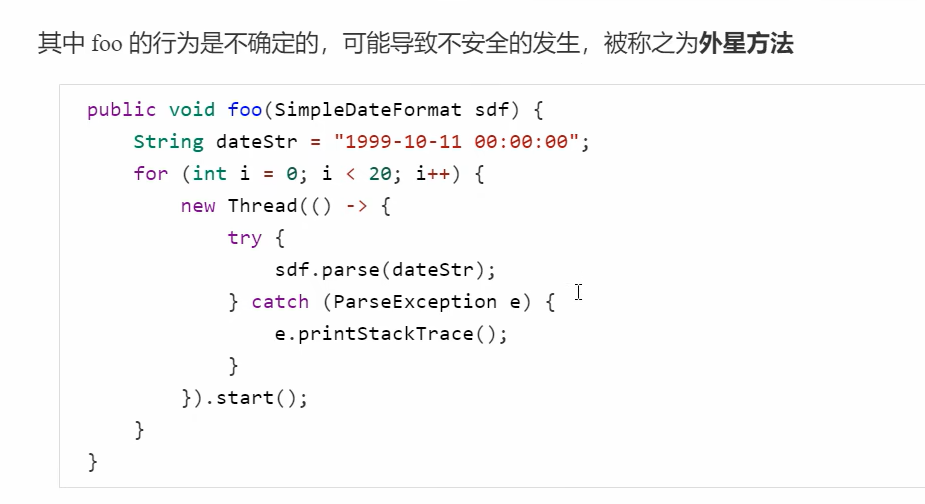 其中 foo 的行为是不确定的，可能导致不安全的发生，被称之为外星方法
public void foo(SimpleDateFormat sdf) {
    String dateStr = "1999-10-11 00:00:00";
    for (int i = 0; i < 20; i++) {
        new Thread(() -> {
            try {
                sdf.parse(dateStr);
            } catch (ParseException e) {
                e.printStackTrace();
            }
        }).start();
    }
}